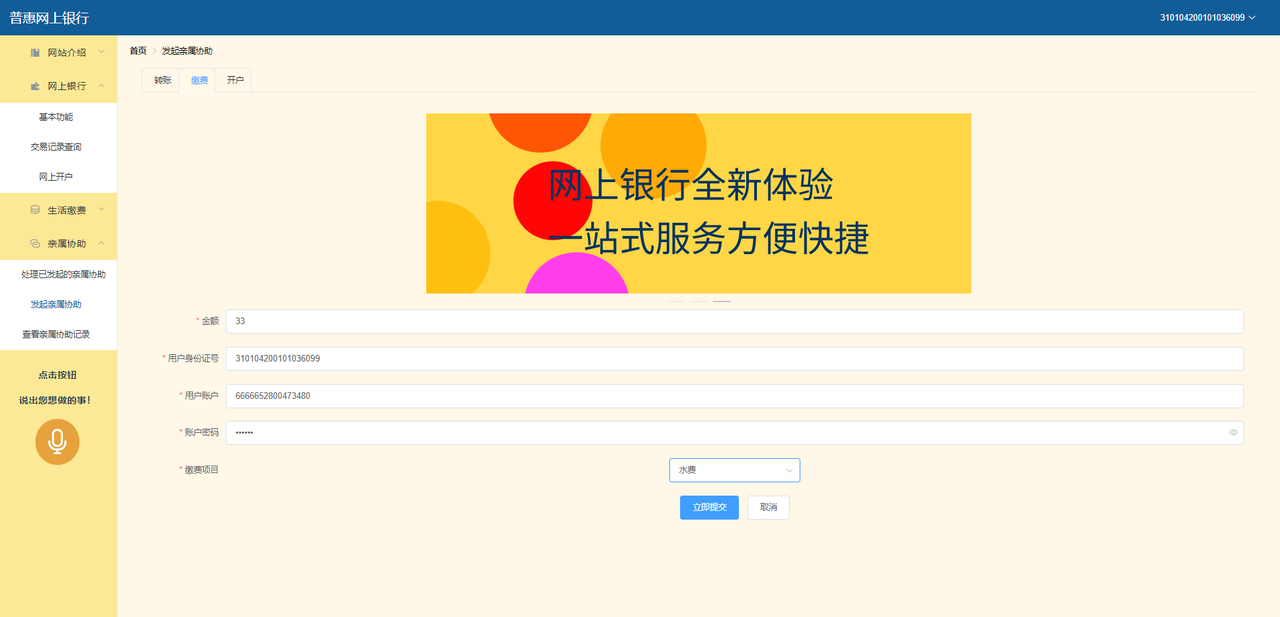 普惠网上银行
310104200101036099
网站介绍
网上银行
基本功能
交易记录查询
网上开户
生活缴费
亲属协助
处理已发起的亲属协助
发起亲属协助
查看亲属协助记录
点击按钮
说出您想做的事!
首页 > 发起亲属协助
转账 缴费 开户
网上银行全新体验
一站式服务方便快捷
* 金额 33
* 用户身份证号 310104200101036099
* 用户账户 6666652800473480
* 账户密码 ••••••
* 缴费项目 水费
立即提交 取消